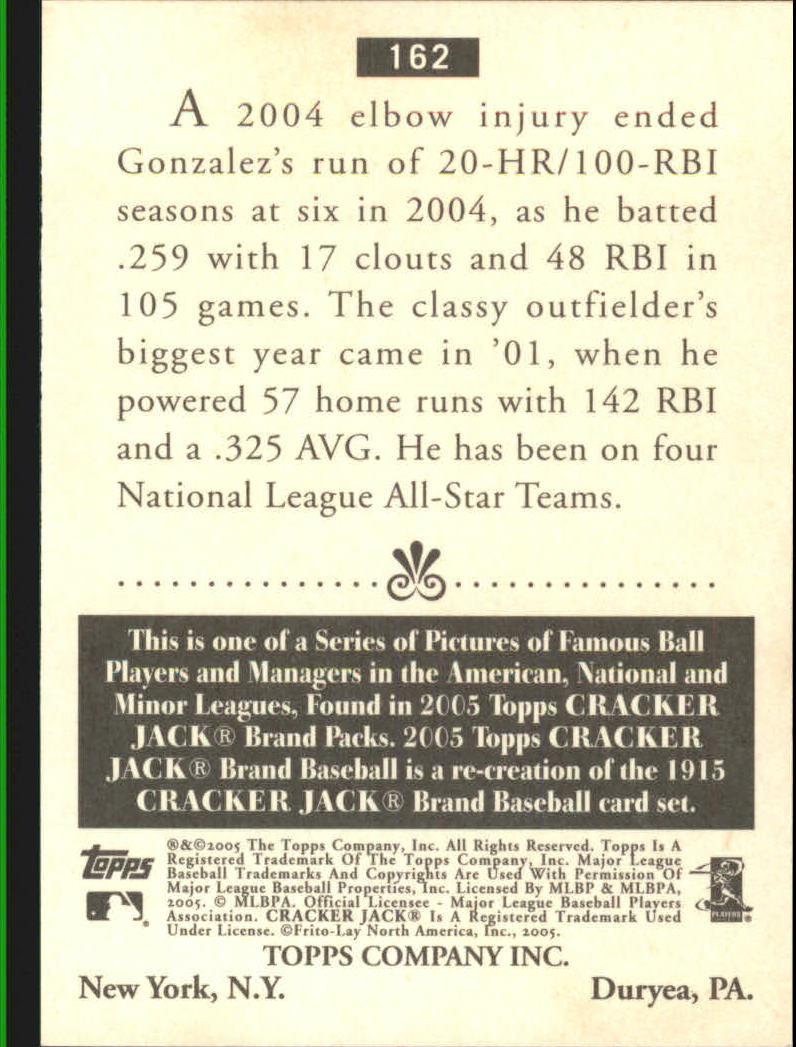 162
A 2004 elbow injury ended
Gonzalez's run of 20-HR/100-RBI
seasons at six in 2004, as he batted
.259 with 17 clouts and 48 RBI in
105 games. The classy outfielder's
biggest year came in '01, when he
powered 57 home runs with 142 RBI
and a .325 AVG. He has been on four
National League All-Star Teams.
This is one of a Series of Pictures of Famous Ball
Players and Managers in the American, National and
Minor Leagues, Found in 2005 Topps CRACKER
JACK® Brand Packs. 2005 Topps CRACKER
JACK® Brand Baseball is a re-creation of the 1915
CRACKER JACK® Brand Baseball card set.
Topps
®&©2005 The Topps Company, Inc. All Rights Reserved. Topps Is A
Registered Trademark Of The Topps Company, Inc. Major League
Baseball Trademarks And Copyrights Are Used With Permission Of
Major League Baseball Properties, Inc. Licensed By MLBP & MLBPA,
2005. © MLBPA. Official Licensee - Major League Baseball Players
Association. CRACKER JACK® Is A Registered Trademark Used
Under License. ©Frito-Lay North America, Inc., 2005.
PLAYERS
TOPPS COMPANY INC.
New York, N.Y. Duryea, PA.